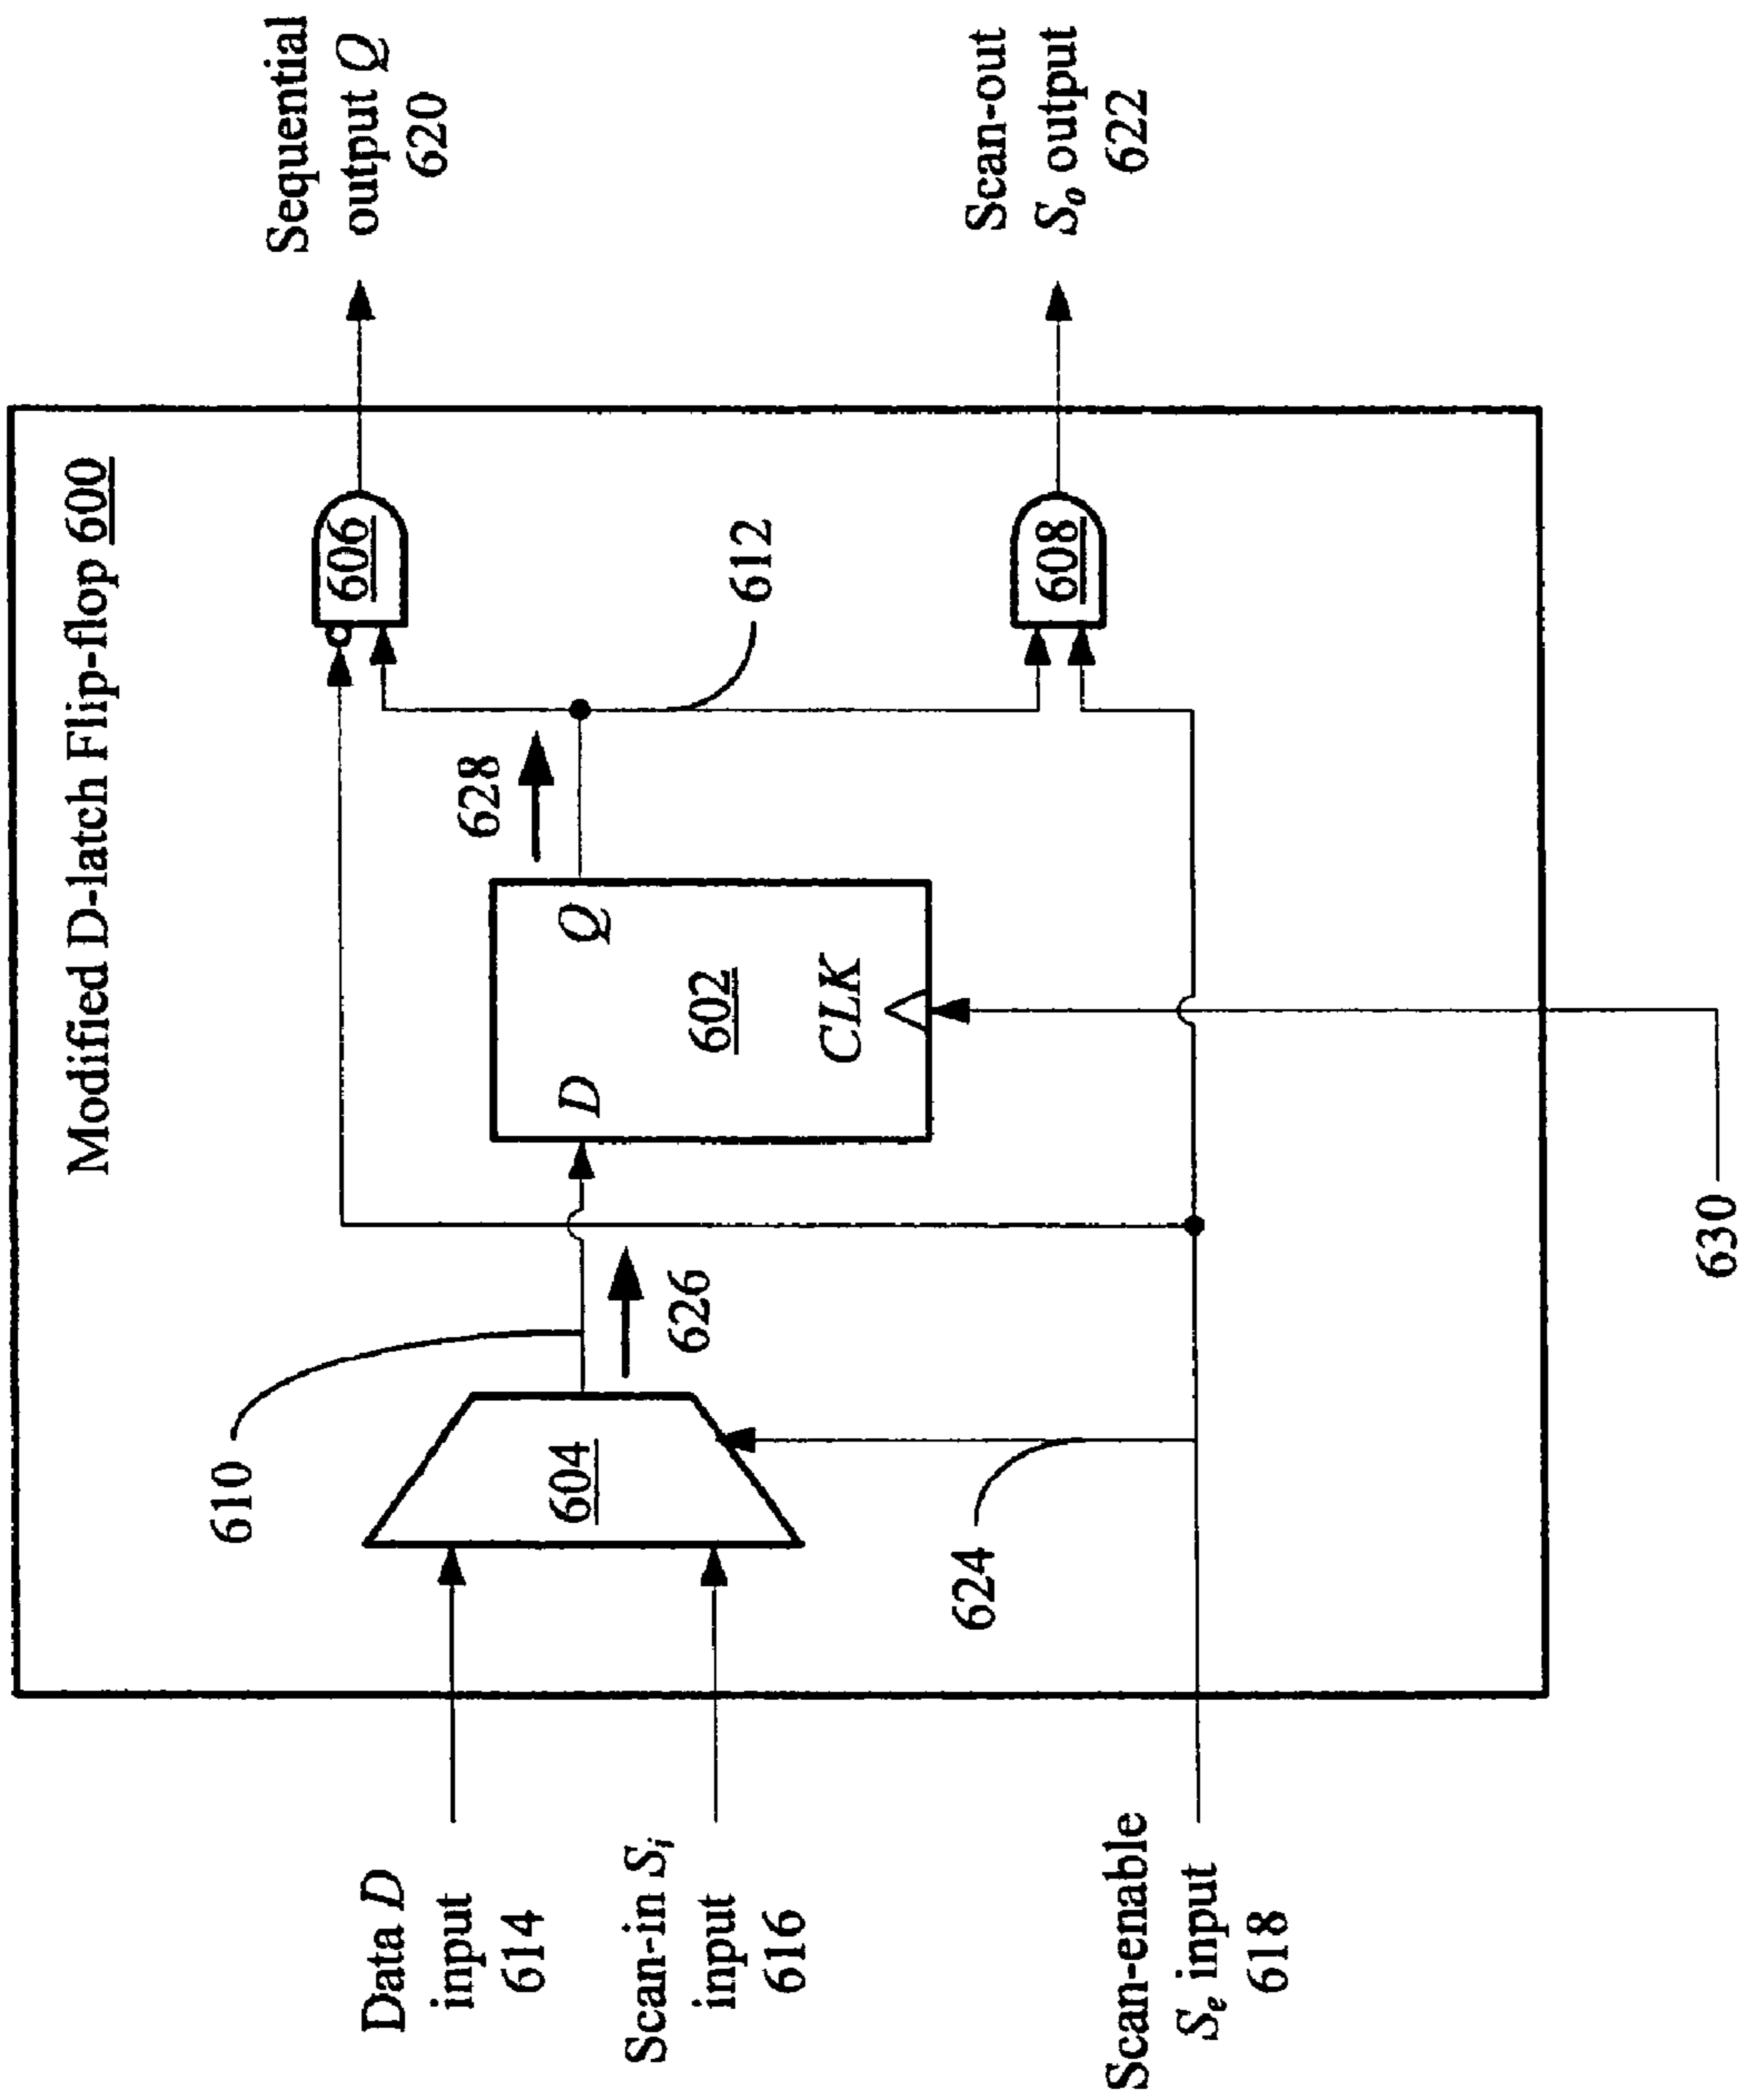 Modified D-latch Flip-flop 600
Sequential
output Q
620
606
628
612
610
Data D
input
614
604
626
D
Q
602
CLK
Scan-in Si
input
616
624
608
Scan-out
So output
622
Scan-enable
Se input
618
630